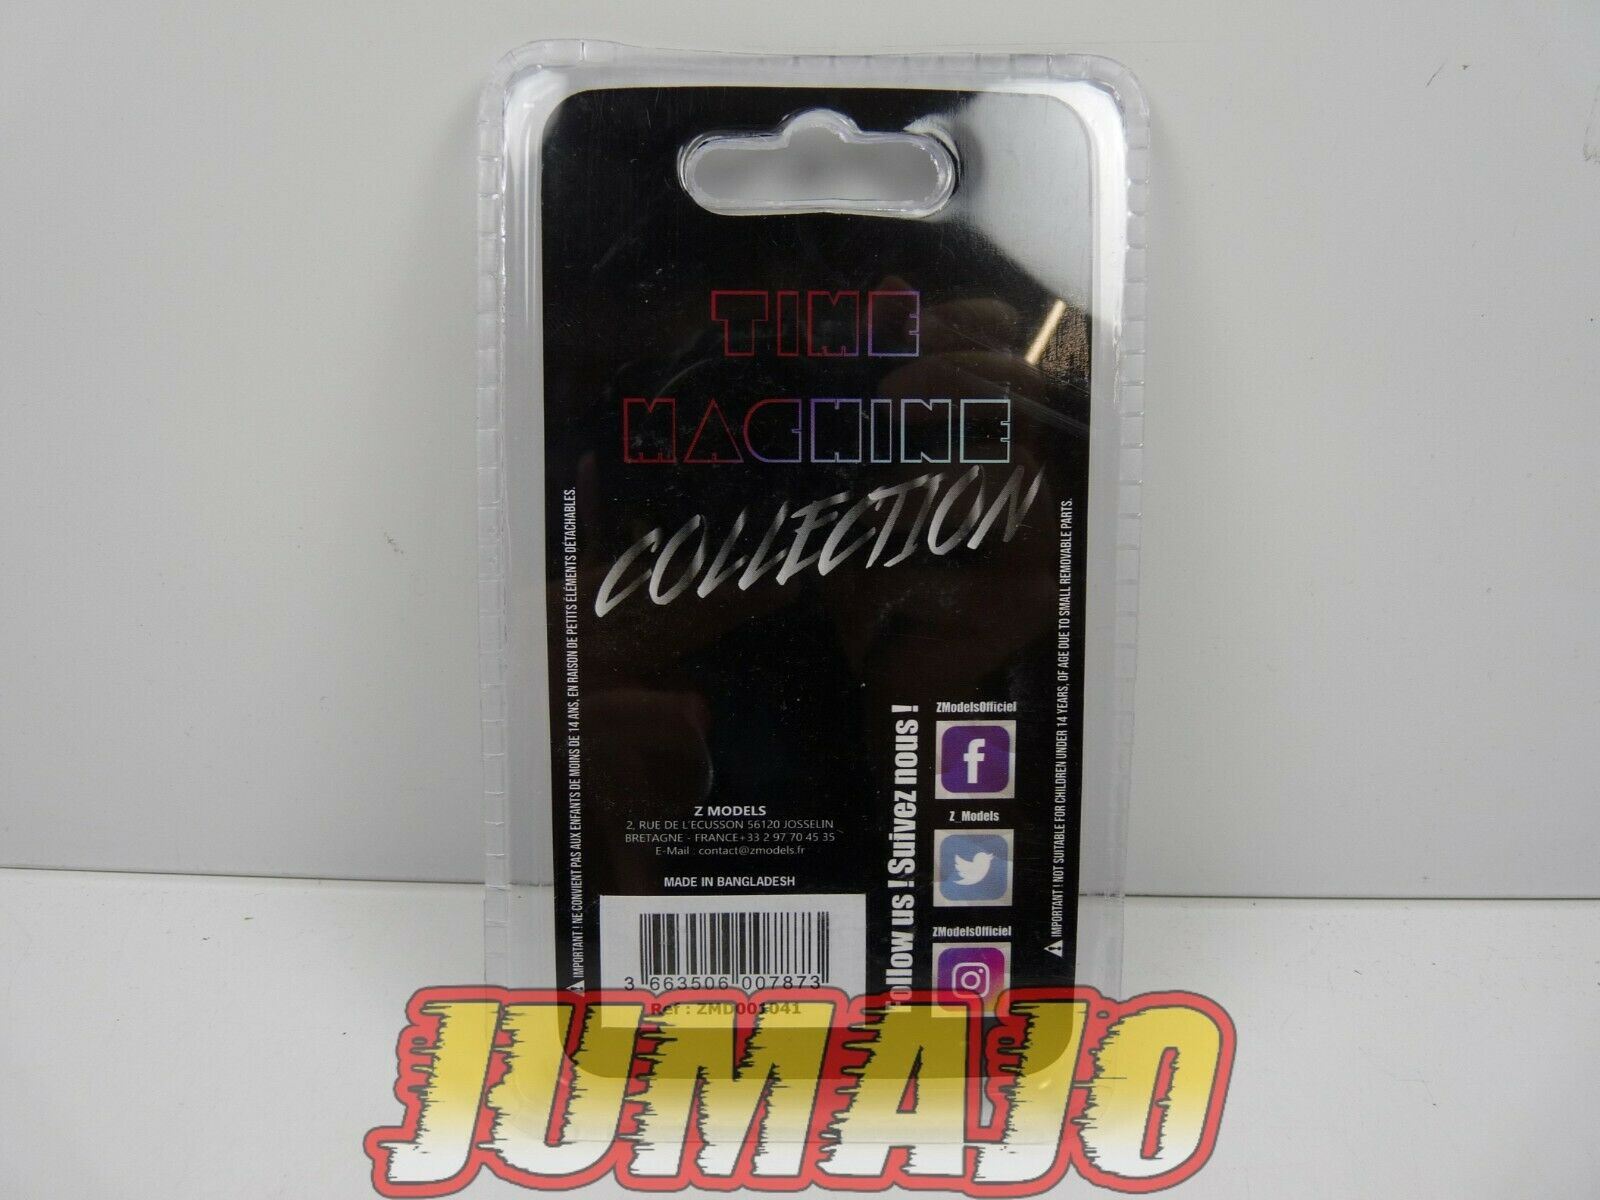 TIME
MACHINE
COLLECTION
⚠ IMPORTANT ! NE CONVIENT PAS AUX ENFANTS DE MOINS DE 14 ANS, EN RAISON DE PETITS ÉLÉMENTS DÉTACHABLES.
⚠ IMPORTANT ! NOT SUITABLE FOR CHILDREN UNDER 14 YEARS, OF AGE DUE TO SMALL REMOVABLE PARTS.
Follow us ! Suivez nous !
ZModelsOfficiel
Z_Models
ZModelsOfficiel
Z MODELS
2, RUE DE L'ECUSSON 56120 JOSSELIN
BRETAGNE - FRANCE+33 2 97 70 45 35
E-Mail : contact@zmodels.fr
MADE IN BANGLADESH
3 663506 007873
Ref : ZMD001041
JUMAJO